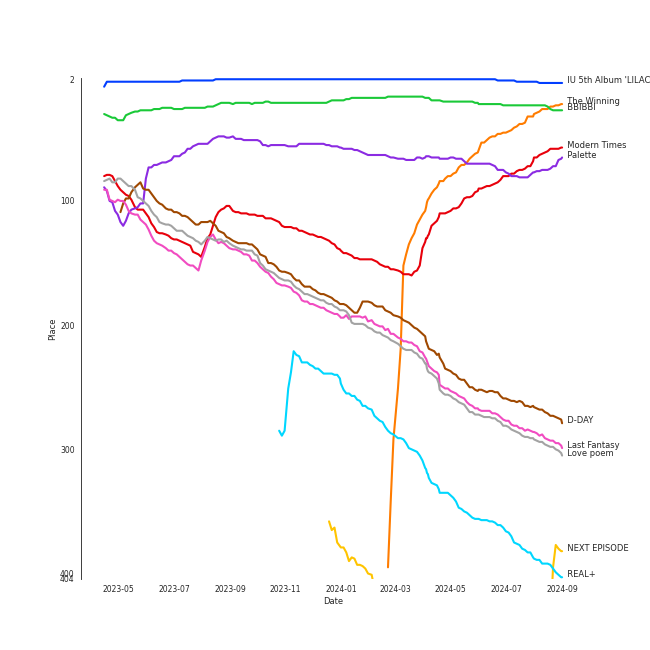 2
100
200
300
400
404
Place
2023-05
2023-07
2023-09
2023-11
2024-01
2024-03
2024-05
2024-07
2024-09
Date
IU 5th Album 'LILAC
The Winning
BBIBBI
Modern Times
Palette
D-DAY
Last Fantasy
Love poem
NEXT EPISODE
REAL+